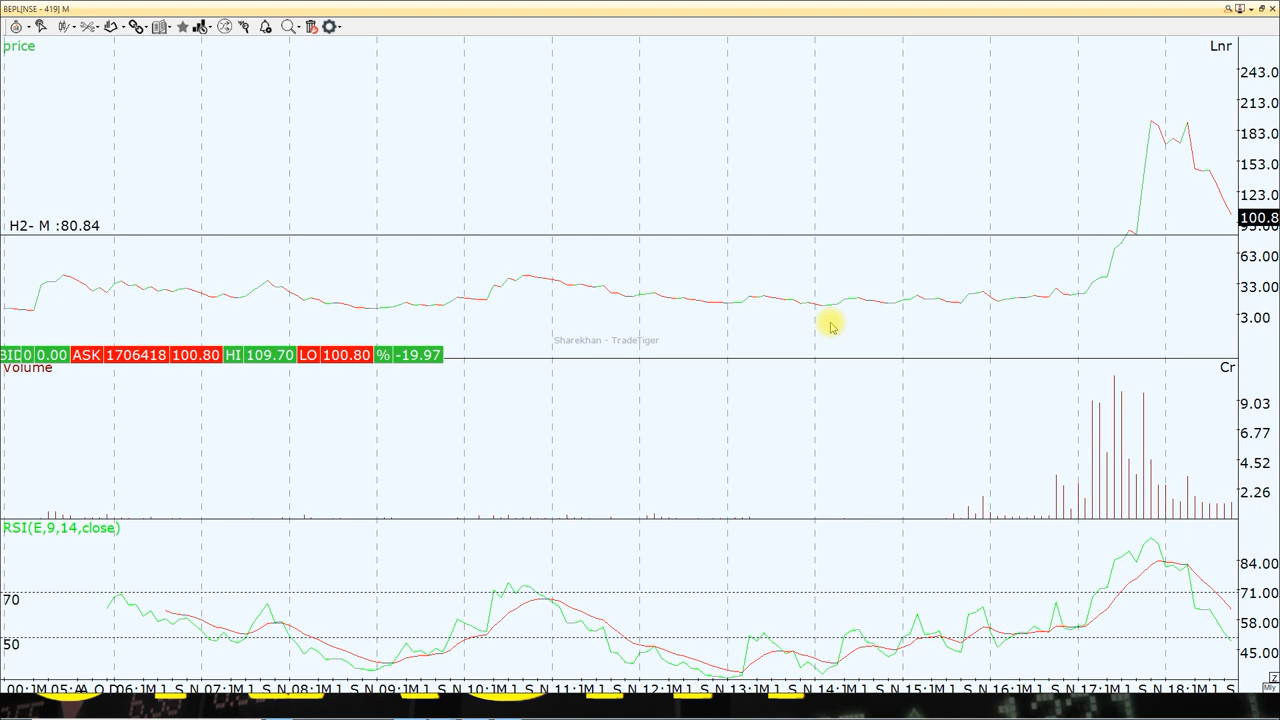 BEPL[NSE - 419] M
price
Lnr
243.0
213.0
183.0
153.0
123.0
100.8
93.00
H2- M :80.84
63.00
33.00
3.00
Sharekhan - TradeTiger
BID 0 0.00 ASK 1706418 100.80 HI 109.70 LO 100.80 % -19.97
volume
Cr
9.03
6.77
4.52
2.26
RSI(E,9,14,close)
84.00
70
71.00
58.00
50
45.00